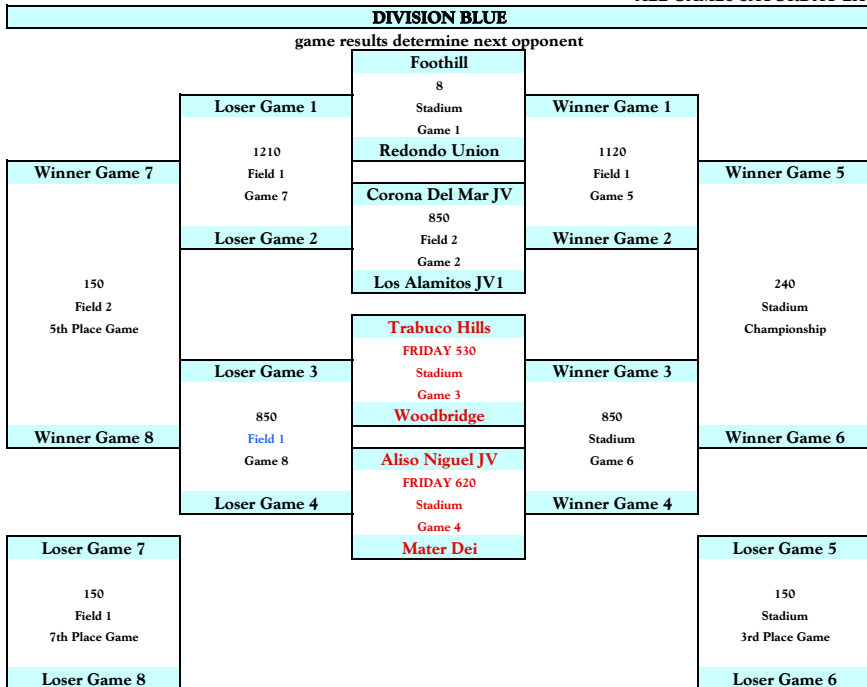 DIVISION BLUE
game results determine next opponent
Foothill
8
Loser Game 1
Stadium
Winner Game 1
Game 1
1210
Redondo Union
1120
Field 1
Field 1
Winner Game 7
Winner Game 5
Game 7
Corona Del Mar JV
Game 5
850
Loser Game 2
Field 2
Winner Game 2
Game 2
150
Los Alamitos JV1
240
Field 2
Stadium
5th Place Game
Trabuco Hills
Championship
FRIDAY 530
Loser Game 3
Stadium
Winner Game 3
Game 3
850
Woodbridge
850
Winner Game 8
Field 1
Stadium
Winner Game 6
Game 8
Aliso Niguel JV
Game 6
FRIDAY 620
Loser Game 4
Stadium
Winner Game 4
Game 4
Loser Game 7
Mater Dei
Loser Game 5
150
150
Field 1
Stadium
7th Place Game
3rd Place Game
Loser Game 8
Loser Game 6